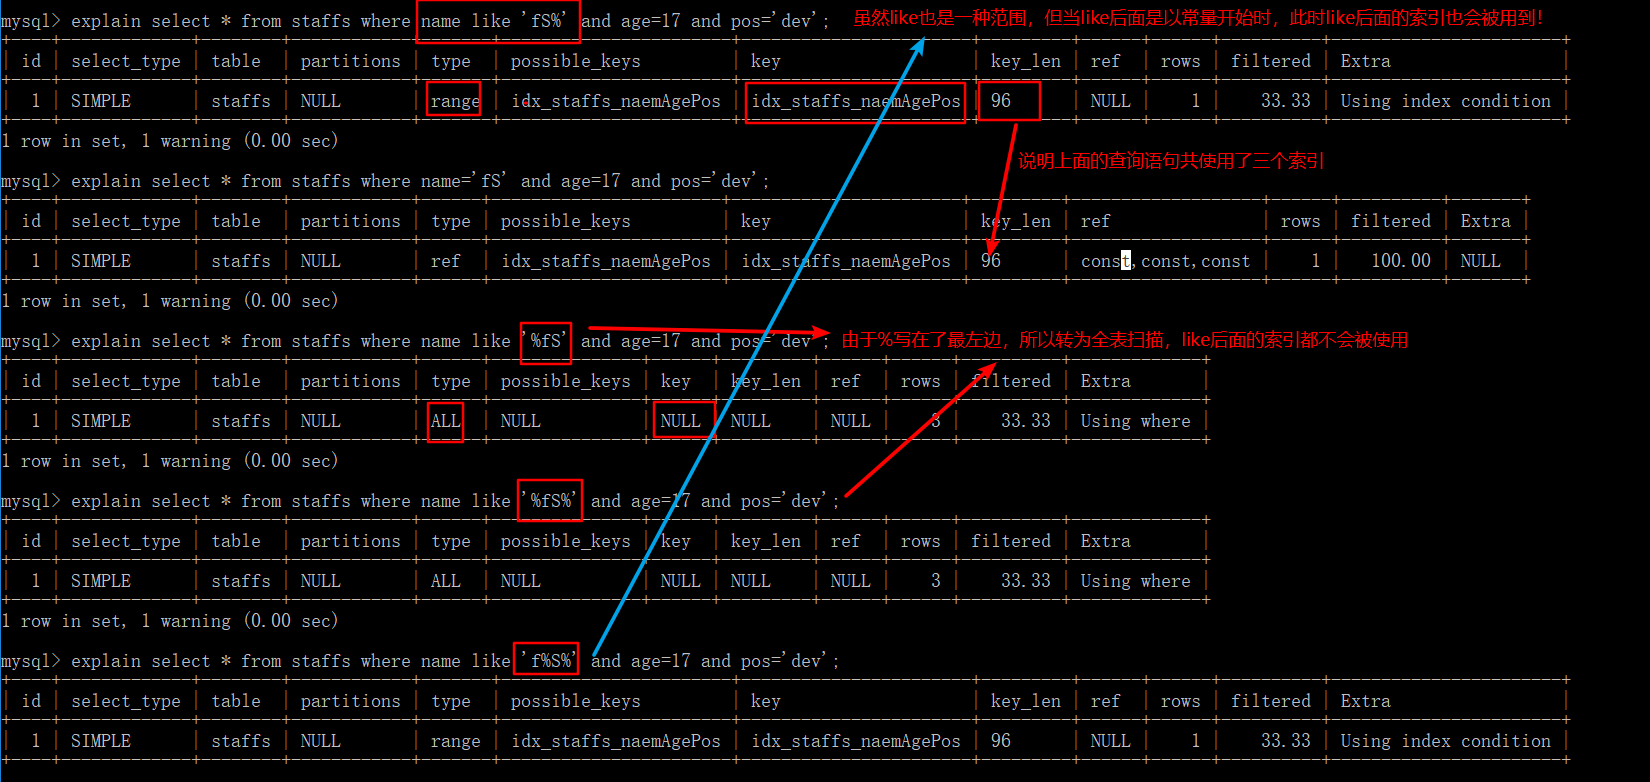 mysql> explain select * from staffs where name like 'fS%' and age=17 and pos='dev'; 虽然like也是一种范围，但当like后面是以常量开始时，此时like后面的索引也会被用到！
| id | select_type | table | partitions | type | possible_keys | key | key_len | ref | rows | filtered | Extra |
| 1 | SIMPLE | staffs | NULL | range | idx_staffs_naemAgePos | idx_staffs_naemAgePos | 96 | NULL | 1 | 33.33 | Using index condition |
1 row in set, 1 warning (0.00 sec)
说明上面的查询语句共使用了三个索引
mysql> explain select * from staffs where name='fS' and age=17 and pos='dev';
| id | select_type | table | partitions | type | possible_keys | key | key_len | ref | rows | filtered | Extra |
| 1 | SIMPLE | staffs | NULL | ref | idx_staffs_naemAgePos | idx_staffs_naemAgePos | 96 | const,const,const | 1 | 100.00 | NULL |
1 row in set, 1 warning (0.00 sec)
mysql> explain select * from staffs where name like '%fS' and age=17 and pos='dev'; 由于%写在了最左边，所以转为全表扫描，like后面的索引都不会被使用
| id | select_type | table | partitions | type | possible_keys | key | key_len | ref | rows | filtered | Extra |
| 1 | SIMPLE | staffs | NULL | ALL | NULL | NULL | NULL | NULL | 3 | 33.33 | Using where |
1 row in set, 1 warning (0.00 sec)
mysql> explain select * from staffs where name like '%fS%' and age=17 and pos='dev';
| id | select_type | table | partitions | type | possible_keys | key | key_len | ref | rows | filtered | Extra |
| 1 | SIMPLE | staffs | NULL | ALL | NULL | NULL | NULL | NULL | 3 | 33.33 | Using where |
1 row in set, 1 warning (0.00 sec)
mysql> explain select * from staffs where name like 'f%S%' and age=17 and pos='dev';
| id | select_type | table | partitions | type | possible_keys | key | key_len | ref | rows | filtered | Extra |
| 1 | SIMPLE | staffs | NULL | range | idx_staffs_naemAgePos | idx_staffs_naemAgePos | 96 | NULL | 1 | 33.33 | Using index condition |